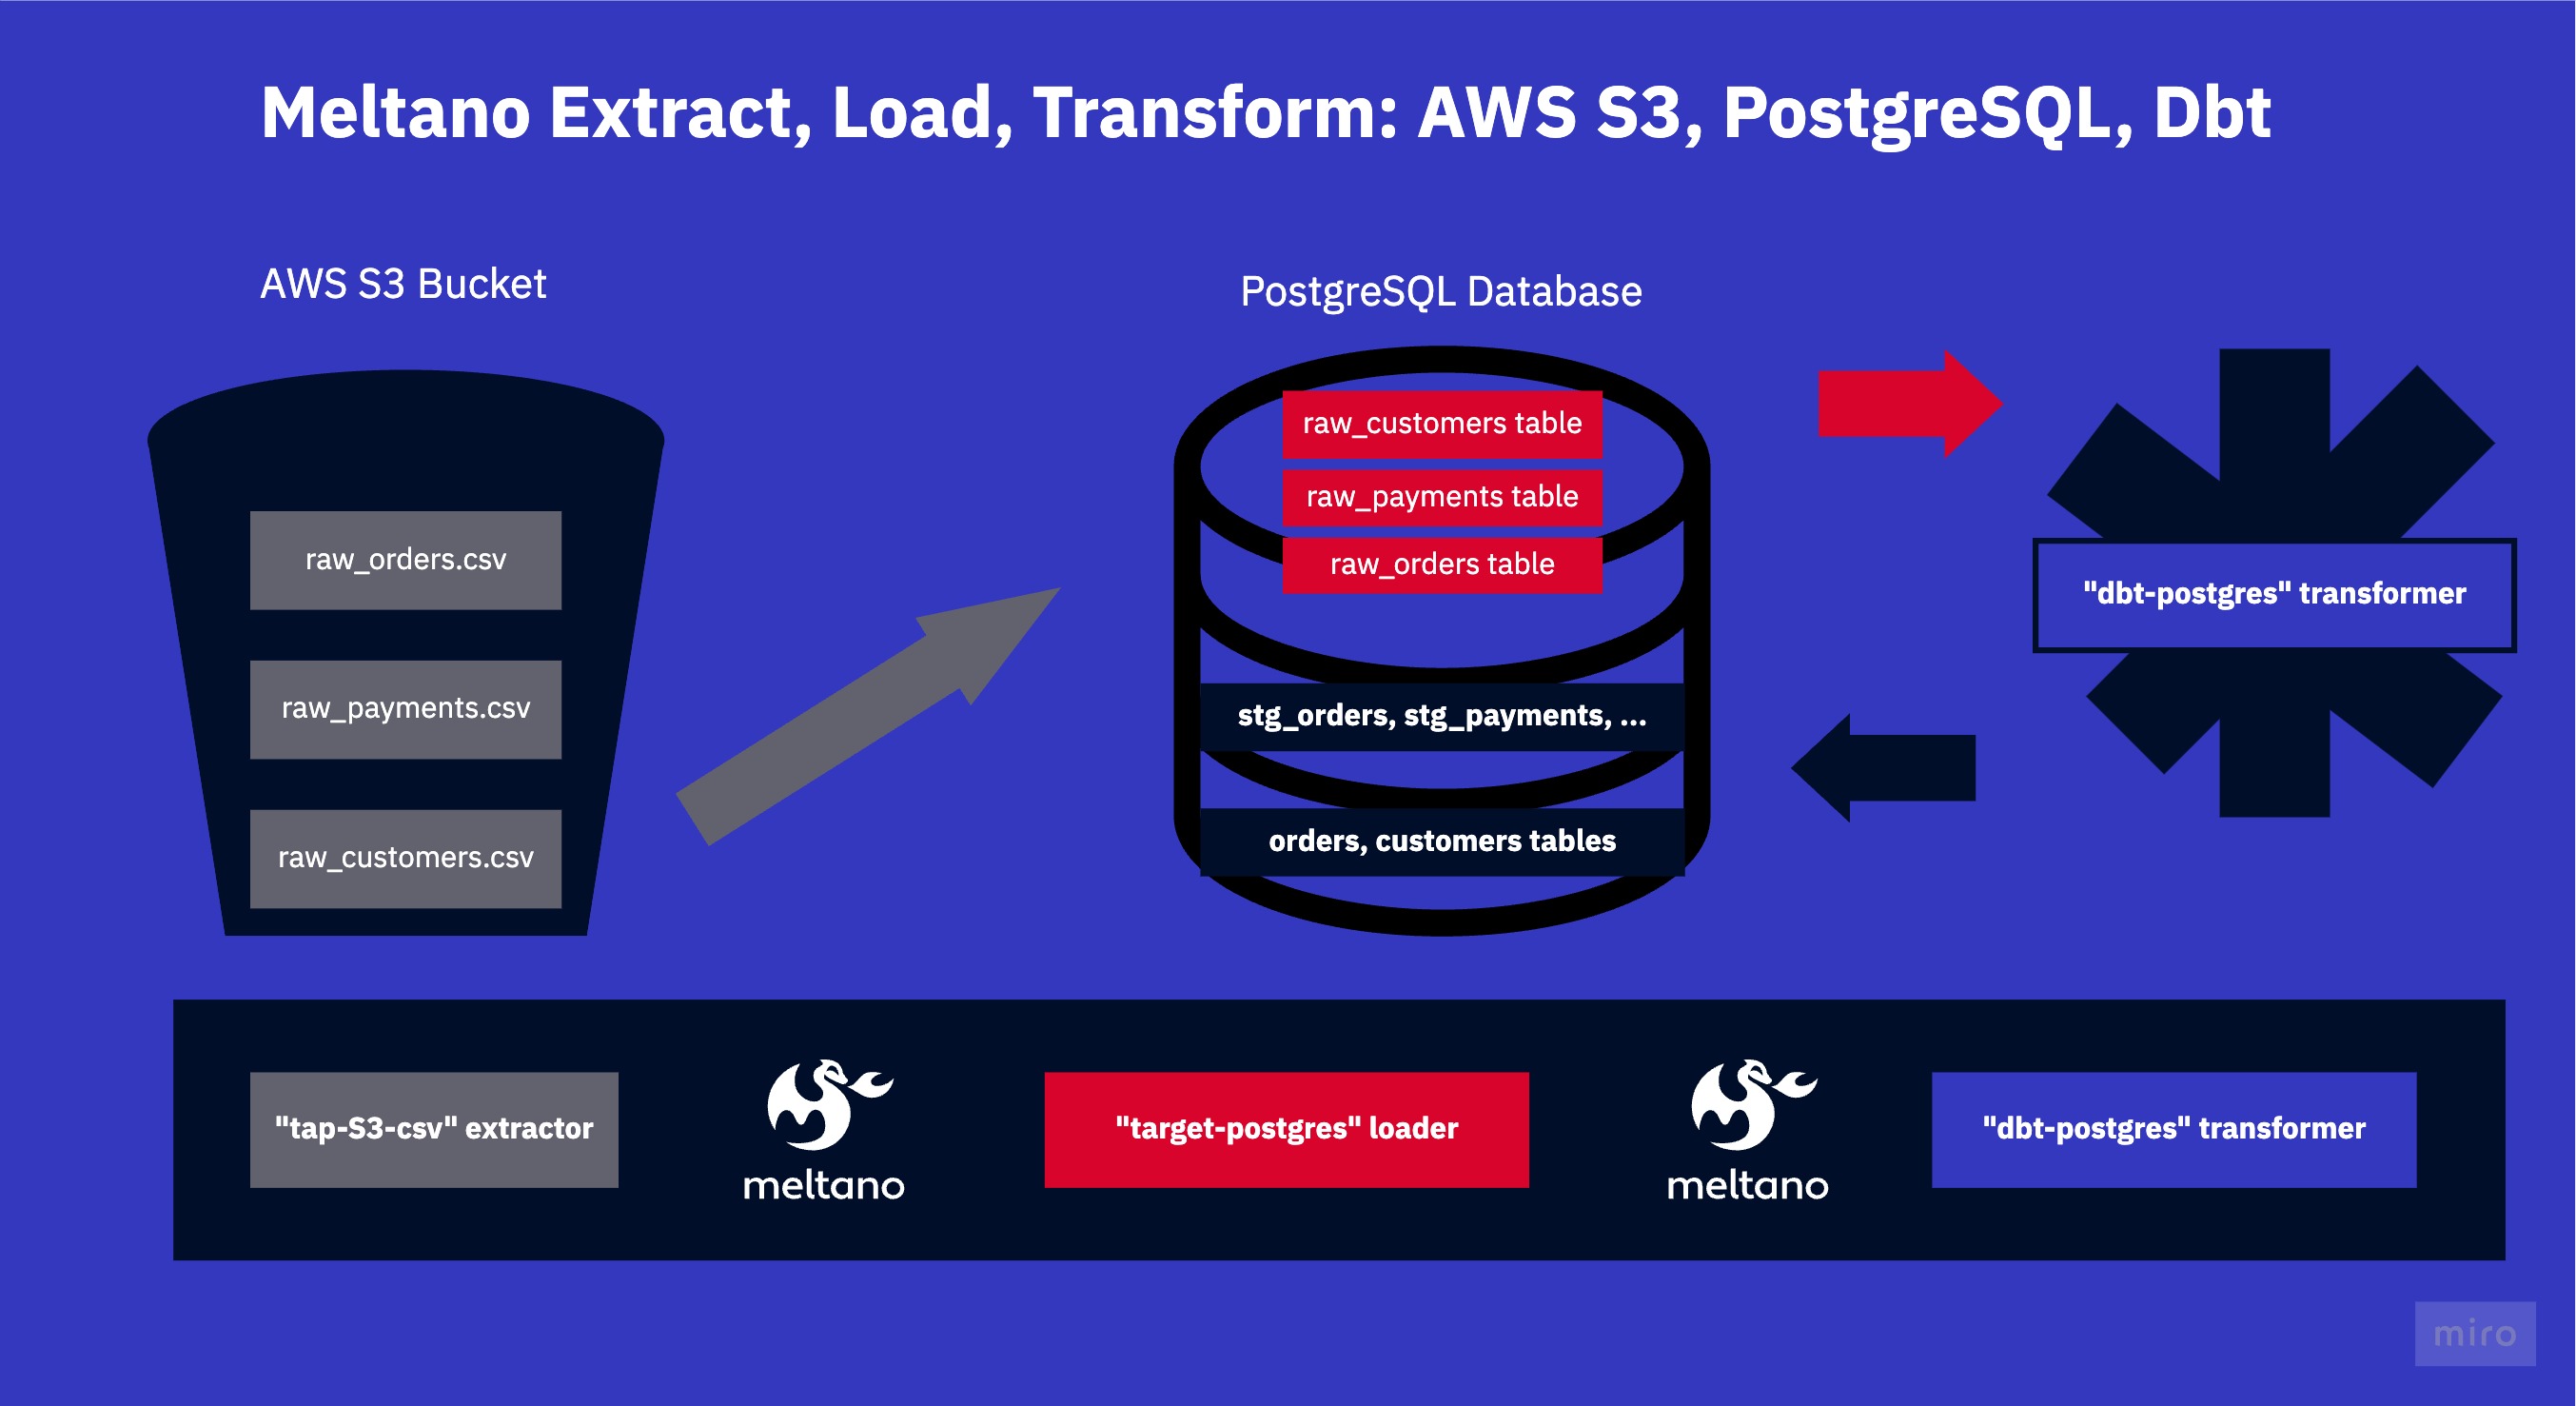 Meltano Extract, Load, Transform: AWS S3, PostgreSQL, Dbt
AWS S3 Bucket
raw_orders.csv
raw_payments.csv
raw_customers.csv
PostgreSQL Database
raw_customers table
raw_payments table
raw_orders table
stg_orders, stg_payments, ...
orders, customers tables
"dbt-postgres" transformer
"tap-S3-csv" extractor
meltano
"target-postgres" loader
meltano
"dbt-postgres" transformer
miro